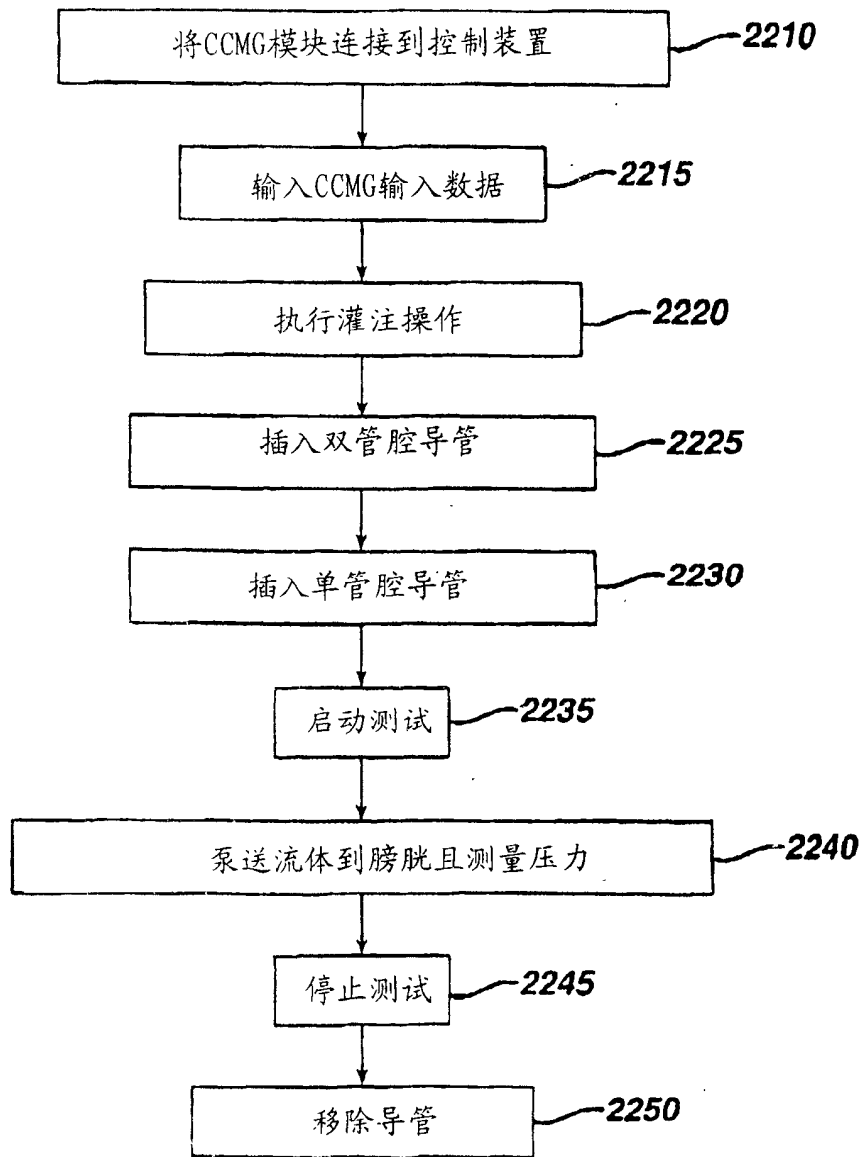 将CCMG模块连接到控制装置 2210
输入CCMG输入数据 2215
执行灌注操作 2220
插入双管腔导管 2225
插入单管腔导管 2230
启动测试 2235
泵送流体到膀胱且测量压力 2240
停止测试 2245
移除导管 2250